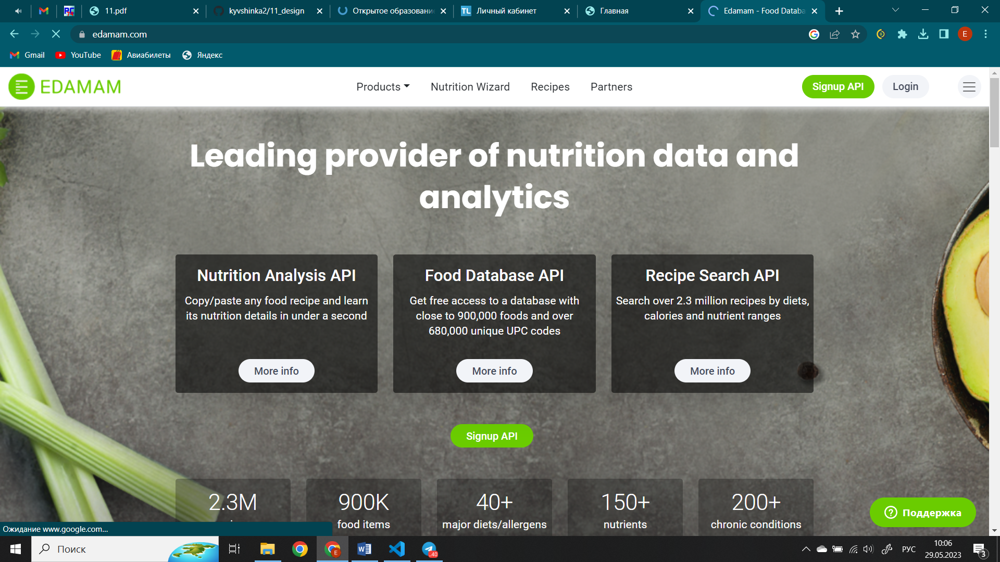 11.pdf
kyvshinka2/11_design
Открытое образование
TL Личный кабинет
Главная
Edamam - Food Databa
edamam.com
E
Gmail
YouTube
Авиабилеты
Яндекс
EDAMAM
Products
Nutrition Wizard
Recipes
Partners
Signup API
Login
Leading provider of nutrition data and
analytics
Nutrition Analysis API
Copy/paste any food recipe and learn
its nutrition details in under a second
More info
Food Database API
Get free access to a database with
close to 900,000 foods and over
680,000 unique UPC codes
More info
Recipe Search API
Search over 2.3 million recipes by diets,
calories and nutrient ranges
More info
Signup API
2.3M
900K
food items
40+
major diets/allergens
150+
nutrients
200+
chronic conditions
Поддержка
Ожидание www.google.com...
Поиск
E
..40
РУС
10:06
29.05.2023
3